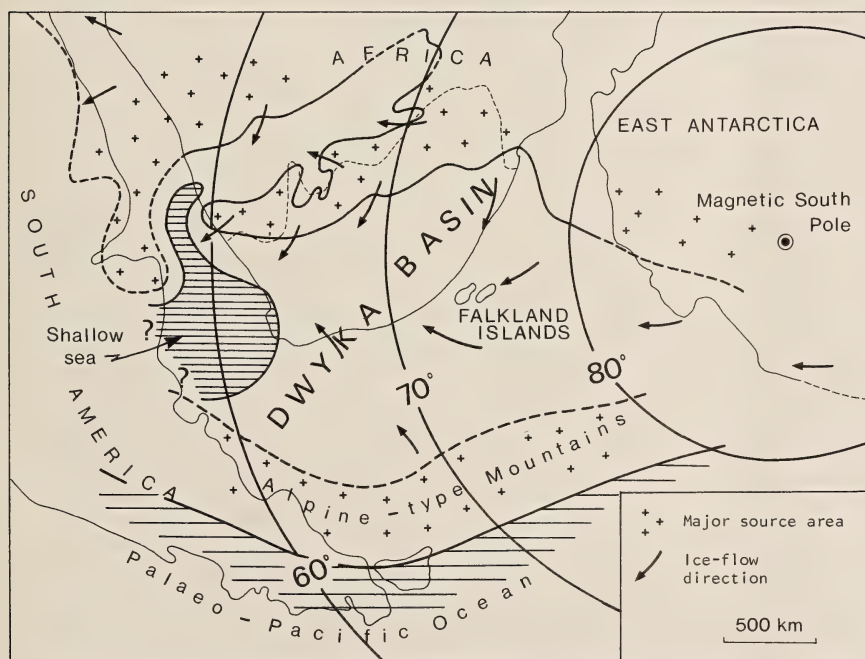 AFRICA
EAST ANTARCTICA
Magnetic South
Pole
SOUTH AMERICA
DWYKA BASIN
FALKLAND
ISLANDS
Shallow
sea
?
?
80°
70°
60°
Alpine-type Mountains
Palaeo-Pacific Ocean
Major source area
Ice-flow
direction
500 km